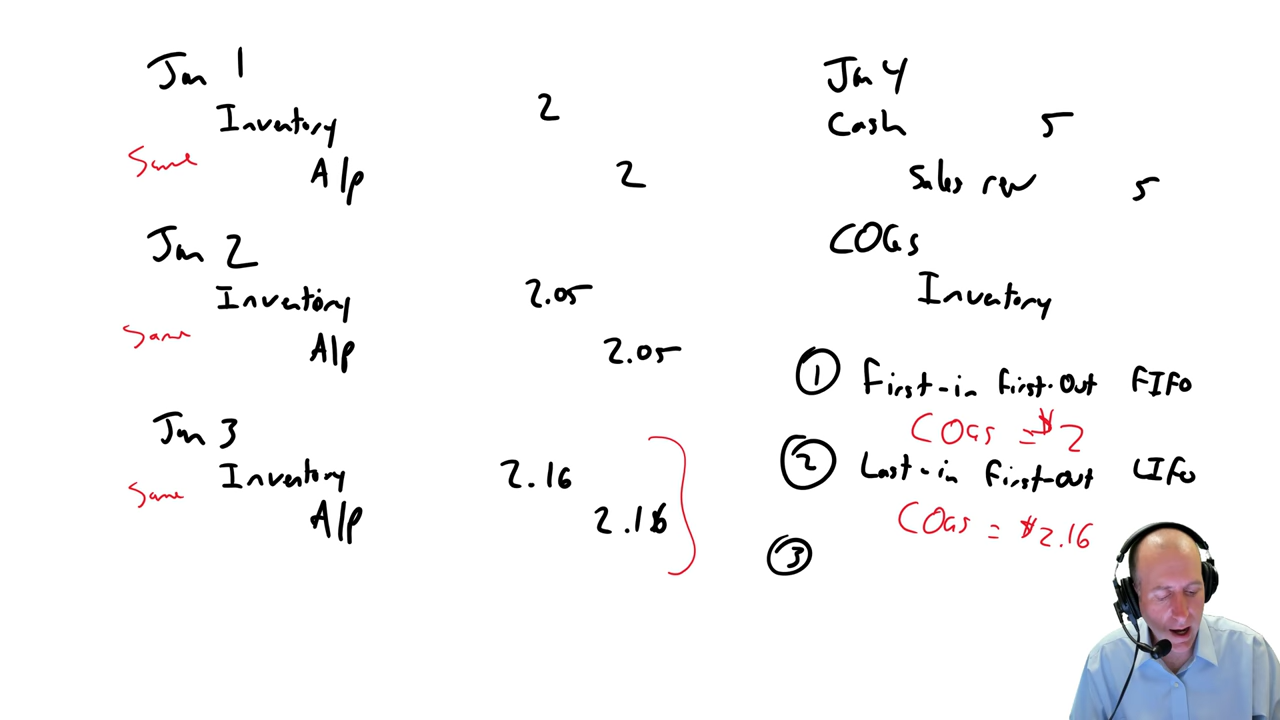 Jan 1
Inventory 2
Same
A/p 2
Jan 2
Inventory 2.05
Same
A/p 2.05
Jan 3
Inventory 2.16
Same
A/p 2.16
Jan 4
Cash 5
Sales rev 5
COGS
Inventory
1 First-in first-out FIFO
COGS = $2
2 Last-in first-out LIFO
COGS = $2.16
3